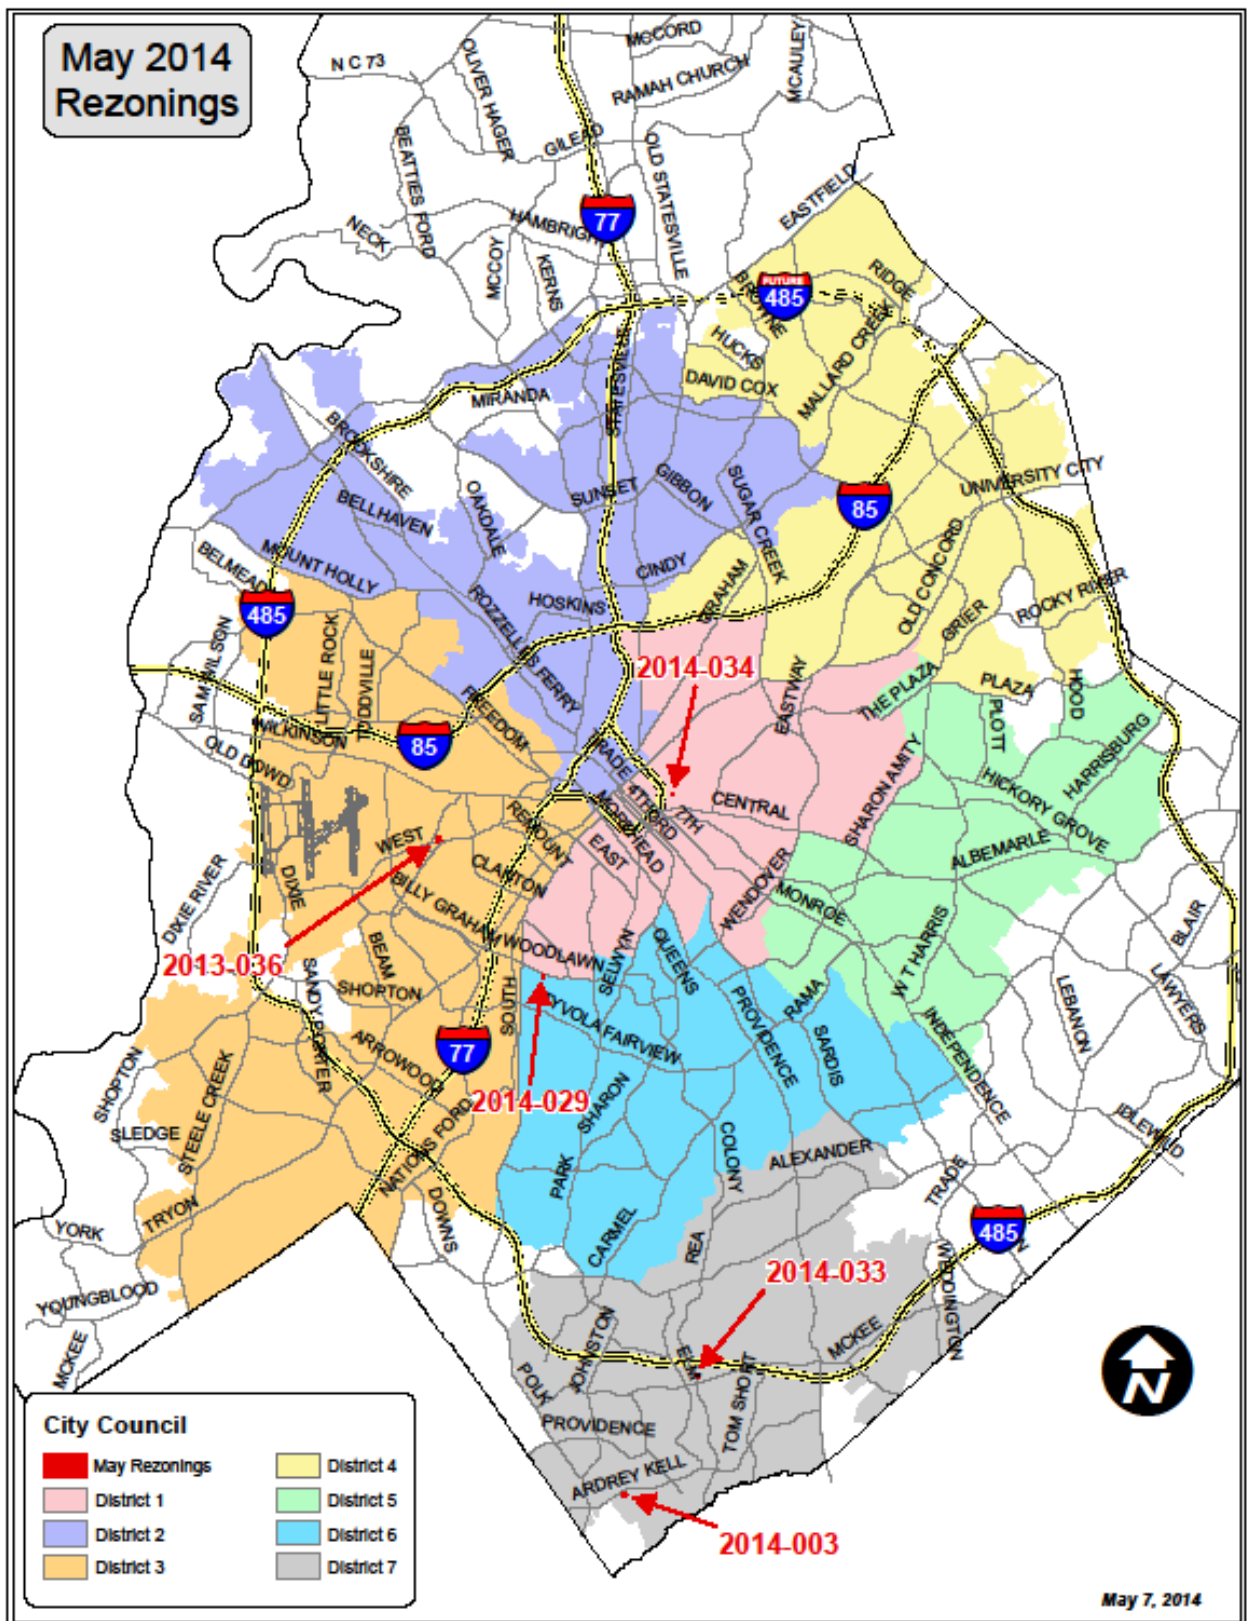 May 2014
Rezonings
N C 73
OLIVER HAGER
MCCORD
RAMAH CHURCH
MCAULEY
BEATTIES FORD
GILEAD
OLD STATESVILLE
EASTFIELD
77
NECK
HAMBRIGHT
MCCOY
KERNS
RIDGE
FUTURE
485
BROWNE
HUCKS
MALLARD CREEK
DAVID COX
STATESVILLE
MIRANDA
BROOKSHIRE
BELLHAVEN
OAKDALE
SUNSET
GIBBON
SUGAR CREEK
85
UNIVERSITY CITY
BELMEADE
MOUNT HOLLY
CINDY
GRAHAM
OLD CONCORD
485
ROZZELLES FERRY
HOSKINS
GRIER
ROCKY RIVER
SAM WILSON
LITTLE ROCK
TUDDVILLE
2014-034
EASTWAY
THE PLAZA
PLAZA
HOOD
PLOTT
FREEDOM
WILKINSON
85
OLD DOWD
TRADE
4TH
FORD
7TH
CENTRAL
SHARON AMITY
HARRISBURG
HICKORY GROVE
MOREHEAD
REMOUNT
EAST
WEST
CLANTON
ALBEMARLE
DIXIE
DIXIE RIVER
BILLY GRAHAM
WOODLAWN
WENDOVER
MONROE
2013-036
BEAM
SHOPTON
SANDY PORTER
SELWYN
QUEENS
W T HARRIS
BLAIR
LAWYERS
LEBANON
SOUTH
TYVOLA
FAIRVIEW
PROVIDENCE
RAMA
SARDIS
INDEPENDENCE
ARROWOOD
77
2014-029
SHOPTON
STEELE CREEK
SLEDGE
NATIONS FORD
SHARON
IDLEWILD
PARK
COLONY
ALEXANDER
TRADE
TRYON
DOWNS
YORK
CARMEL
REA
485
YOUNGBLOOD
2014-033
WEDDINGTON
MCKEE
JOHNSTON
ELM
MCKEE
POLK
TOM SHORT
PROVIDENCE
N
ARDREY KELL
2014-003
City Council
May Rezonings
District 1
District 2
District 3
District 4
District 5
District 6
District 7
May 7, 2014